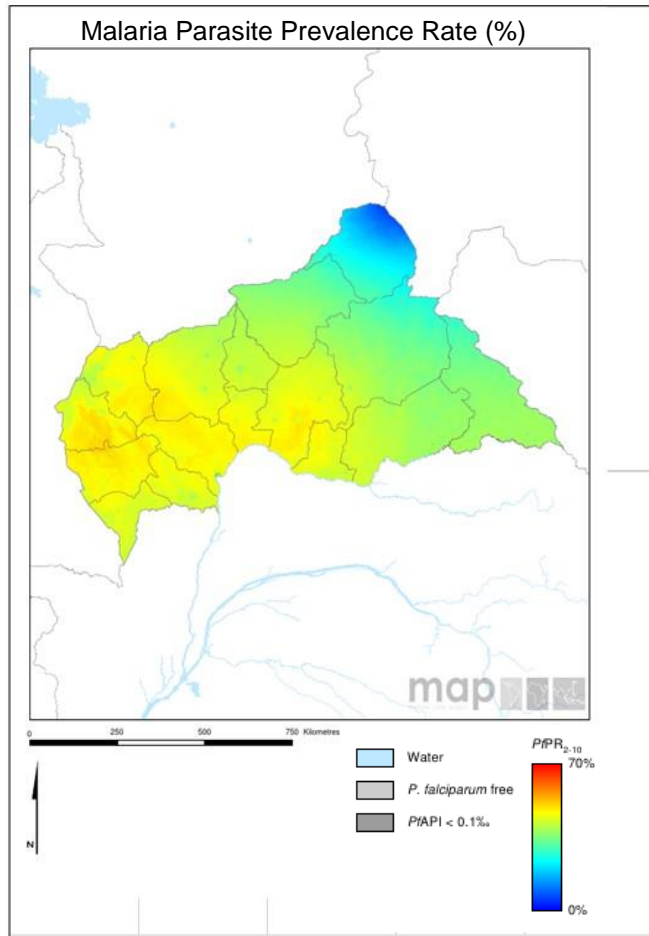 Malaria Parasite Prevalence Rate (%)
map
0 250 500 750 Kilometres
N
Water
P. falciparum free
PfAPI < 0.1‰
PfPR2-10
70%
0%